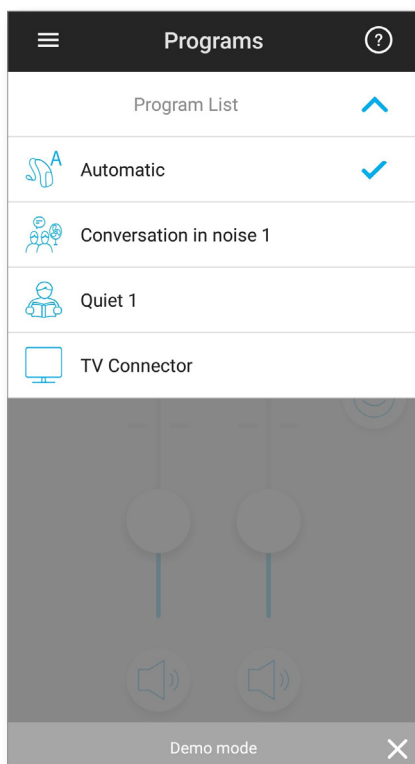 Programs
?
Program List
A
Automatic
Conversation in noise 1
Quiet 1
TV Connector
Demo mode